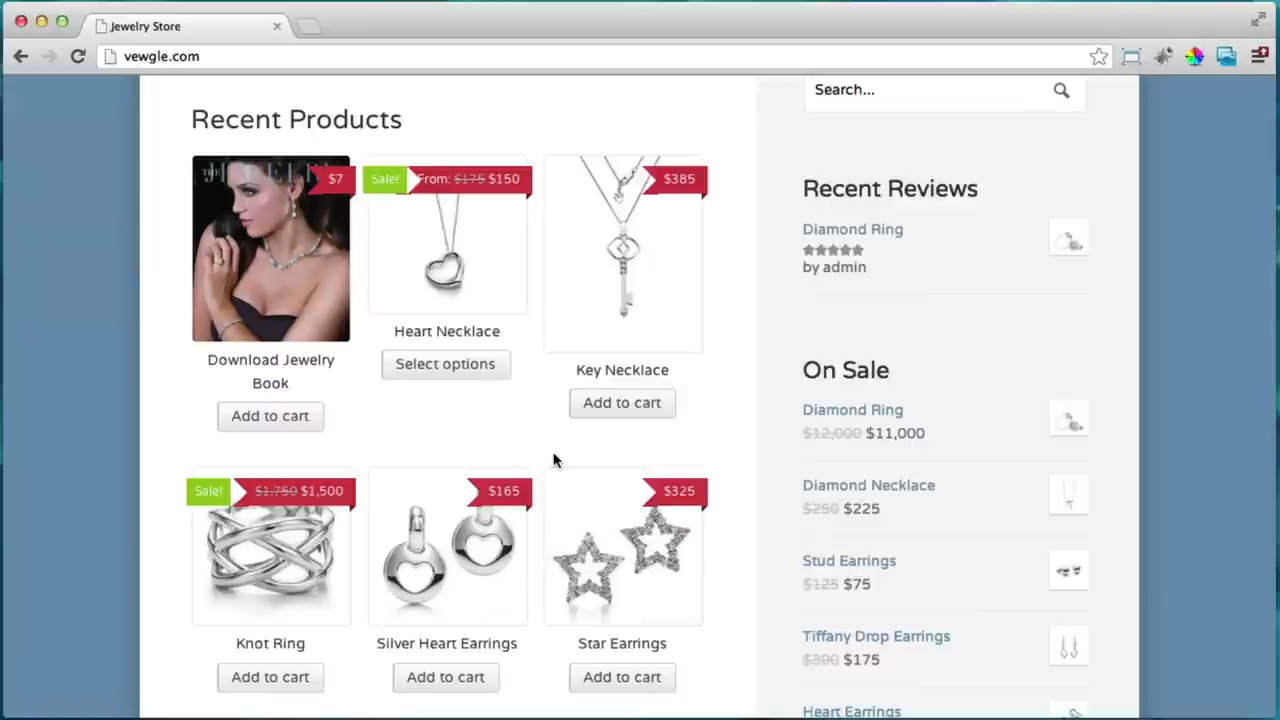 Jewelry Store
vewgle.com
Recent Products
$7
Sale! From: $175 $150
$385
Download Jewelry
Book
Add to cart
Heart Necklace
Select options
Key Necklace
Add to cart
Sale! $1,750 $1,500
$165
$325
Knot Ring
Add to cart
Silver Heart Earrings
Add to cart
Star Earrings
Add to cart
Search...
Recent Reviews
Diamond Ring
by admin
On Sale
Diamond Ring
$12,000 $11,000
Diamond Necklace
$250 $225
Stud Earrings
$125 $75
Tiffany Drop Earrings
$300 $175
Heart Earrings